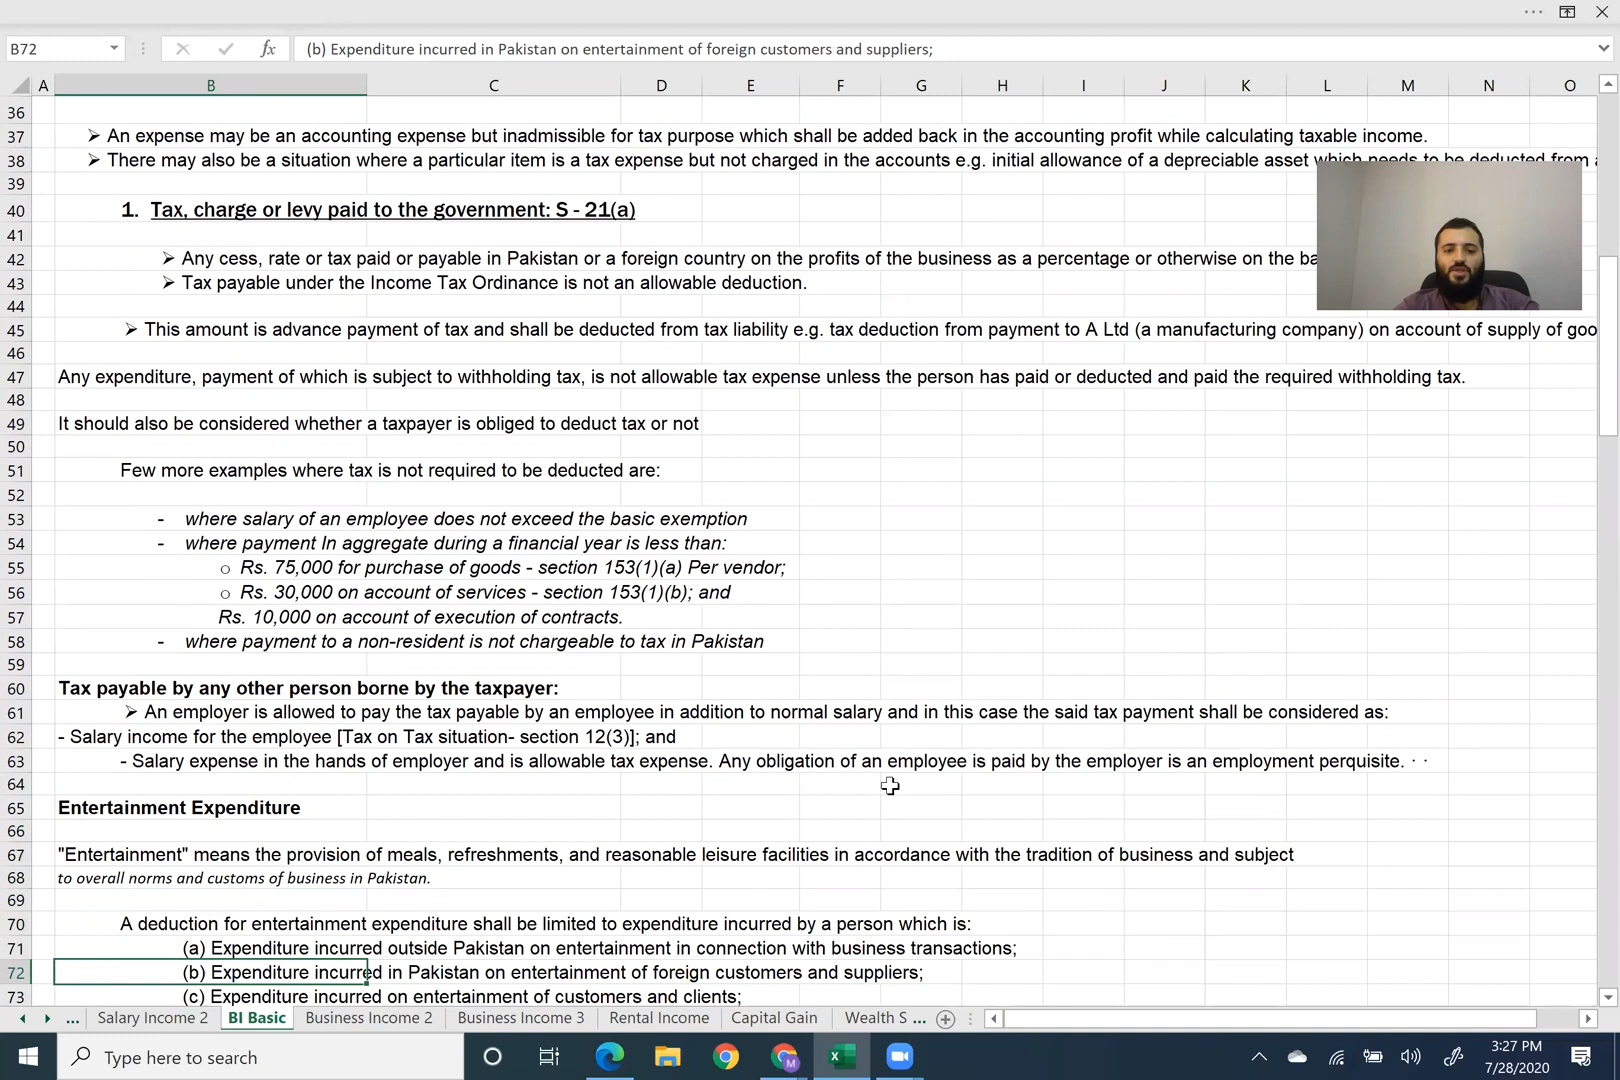 B72
fx
(b) Expenditure incurred in Pakistan on entertainment of foreign customers and suppliers;
A B C D E F G H I J K L M N O
36
37 ➤ An expense may be an accounting expense but inadmissible for tax purpose which shall be added back in the accounting profit while calculating taxable income.
38 ➤ There may also be a situation where a particular item is a tax expense but not charged in the accounts e.g. initial allowance of a depreciable asset which needs to be deducted from a
39
40 1. Tax, charge or levy paid to the government: S - 21(a)
41
42 ➤ Any cess, rate or tax paid or payable in Pakistan or a foreign country on the profits of the business as a percentage or otherwise on the ba
43 ➤ Tax payable under the Income Tax Ordinance is not an allowable deduction.
44
45 ➤ This amount is advance payment of tax and shall be deducted from tax liability e.g. tax deduction from payment to A Ltd (a manufacturing company) on account of supply of goo
46
47 Any expenditure, payment of which is subject to withholding tax, is not allowable tax expense unless the person has paid or deducted and paid the required withholding tax.
48
49 It should also be considered whether a taxpayer is obliged to deduct tax or not
50
51 Few more examples where tax is not required to be deducted are:
52
53 - where salary of an employee does not exceed the basic exemption
54 - where payment In aggregate during a financial year is less than:
55 o Rs. 75,000 for purchase of goods - section 153(1)(a) Per vendor;
56 o Rs. 30,000 on account of services - section 153(1)(b); and
57 Rs. 10,000 on account of execution of contracts.
58 - where payment to a non-resident is not chargeable to tax in Pakistan
59
60 Tax payable by any other person borne by the taxpayer:
61 ➤ An employer is allowed to pay the tax payable by an employee in addition to normal salary and in this case the said tax payment shall be considered as:
62 - Salary income for the employee [Tax on Tax situation- section 12(3)]; and
63 - Salary expense in the hands of employer and is allowable tax expense. Any obligation of an employee is paid by the employer is an employment perquisite. · ·
64
65 Entertainment Expenditure
66
67 "Entertainment" means the provision of meals, refreshments, and reasonable leisure facilities in accordance with the tradition of business and subject
68 to overall norms and customs of business in Pakistan.
69
70 A deduction for entertainment expenditure shall be limited to expenditure incurred by a person which is:
71 (a) Expenditure incurred outside Pakistan on entertainment in connection with business transactions;
72 (b) Expenditure incurred in Pakistan on entertainment of foreign customers and suppliers;
73 (c) Expenditure incurred on entertainment of customers and clients;
... Salary Income 2 BI Basic Business Income 2 Business Income 3 Rental Income Capital Gain Wealth S ...
Type here to search
M
3:27 PM
7/28/2020